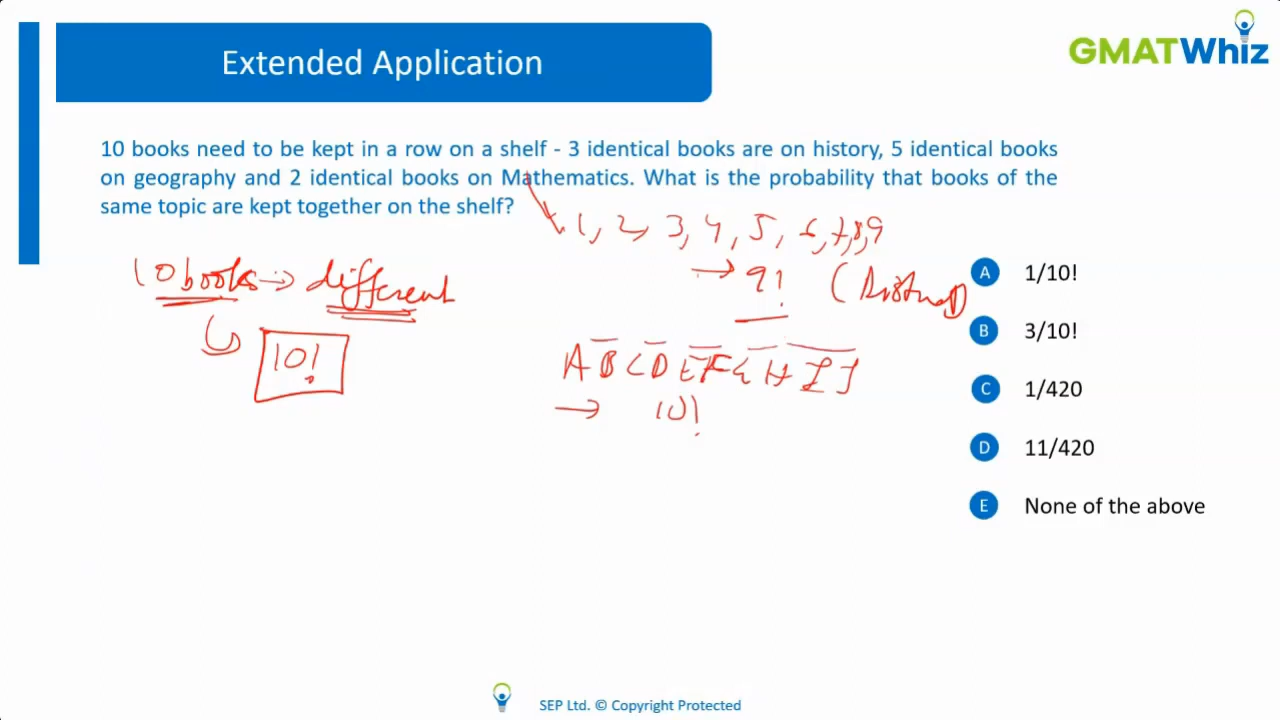 Extended Application
GMATWhiz
10 books need to be kept in a row on a shelf - 3 identical books are on history, 5 identical books
on geography and 2 identical books on Mathematics. What is the probability that books of the
same topic are kept together on the shelf?
1, 2, 3, 4, 5, 6, 7, 8, 9
10 books → different
→ 9!
10!
A B C D E F G H I J
→ 10!
A 1/10!
B 3/10!
C 1/420
D 11/420
E None of the above
SEP Ltd. © Copyright Protected